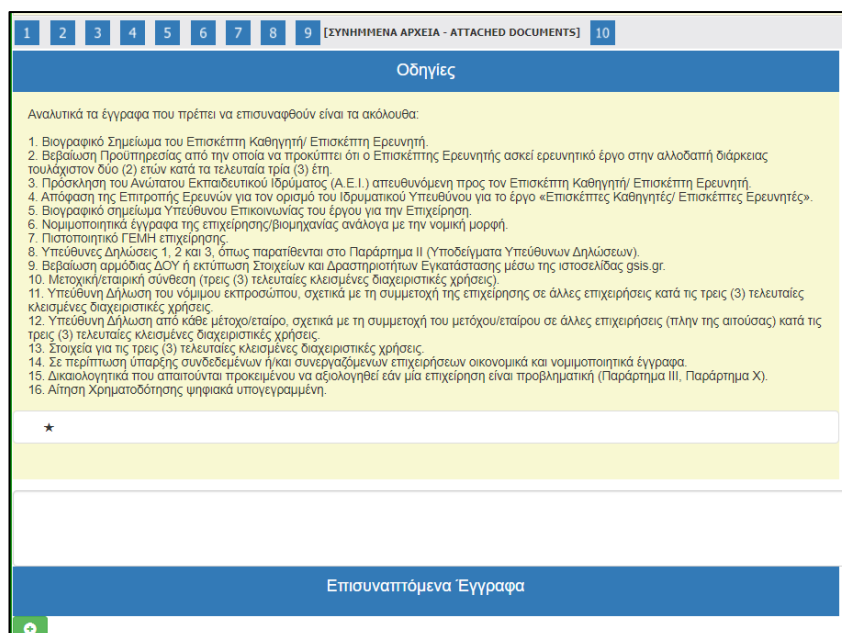 1 2 3 4 5 6 7 8 9 [ΣΥΝΗΜΜΕΝΑ ΑΡΧΕΙΑ - ATTACHED DOCUMENTS] 10
Οδηγίες
Αναλυτικά τα έγγραφα που πρέπει να επισυναφθούν είναι τα ακόλουθα:
1. Βιογραφικό Σημείωμα του Επισκέπτη Καθηγητή/ Επισκέπτη Ερευνητή.
2. Βεβαίωση Προϋπηρεσίας από την οποία να προκύπτει ότι ο Επισκέπτης Ερευνητής ασκεί ερευνητικό έργο στην αλλοδαπή διάρκειας
τουλάχιστον δύο (2) ετών κατά τα τελευταία τρία (3) έτη.
3. Πρόσκληση του Ανώτατου Εκπαιδευτικού Ιδρύματος (Α.Ε.Ι.) απευθυνόμενη προς τον Επισκέπτη Καθηγητή/ Επισκέπτη Ερευνητή.
4. Απόφαση της Επιτροπής Ερευνών για τον ορισμό του Ιδρυματικού Υπευθύνου για το έργο «Επισκέπτες Καθηγητές/ Επισκέπτες Ερευνητές».
5. Βιογραφικό σημείωμα Υπεύθυνου Επικοινωνίας του έργου για την Επιχείρηση.
6. Νομιμοποιητικά έγγραφα της επιχείρησης/βιομηχανίας ανάλογα με την νομική μορφή.
7. Πιστοποιητικό ΓΕΜΗ επιχείρησης.
8. Υπεύθυνες Δηλώσεις 1, 2 και 3, όπως παρατίθενται στο Παράρτημα ΙΙ (Υποδείγματα Υπεύθυνων Δηλώσεων).
9. Βεβαίωση αρμόδιας ΔΟΥ ή εκτύπωση Στοιχείων και Δραστηριοτήτων Εγκατάστασης μέσω της ιστοσελίδας gsis.gr.
10. Μετοχική/εταιρική σύνθεση (τρεις (3) τελευταίες κλεισμένες διαχειριστικές χρήσεις).
11. Υπεύθυνη Δήλωση του νόμιμου εκπροσώπου, σχετικά με τη συμμετοχή της επιχείρησης σε άλλες επιχειρήσεις κατά τις τρεις (3) τελευταίες
κλεισμένες διαχειριστικές χρήσεις.
12. Υπεύθυνη Δήλωση από κάθε μέτοχο/εταίρο, σχετικά με τη συμμετοχή του μετόχου/εταίρου σε άλλες επιχειρήσεις (πλην της αιτούσας) κατά τις
τρεις (3) τελευταίες κλεισμένες διαχειριστικές χρήσεις.
13. Στοιχεία για τις τρεις (3) τελευταίες κλεισμένες διαχειριστικές χρήσεις.
14. Σε περίπτωση ύπαρξης συνδεδεμένων ή/και συνεργαζόμενων επιχειρήσεων οικονομικά και νομιμοποιητικά έγγραφα.
15. Δικαιολογητικά που απαιτούνται προκειμένου να αξιολογηθεί εάν μία επιχείρηση είναι προβληματική (Παράρτημα ΙΙΙ, Παράρτημα Χ).
16. Αίτηση Χρηματοδότησης ψηφιακά υπογεγραμμένη.
★
Επισυναπτόμενα Έγγραφα